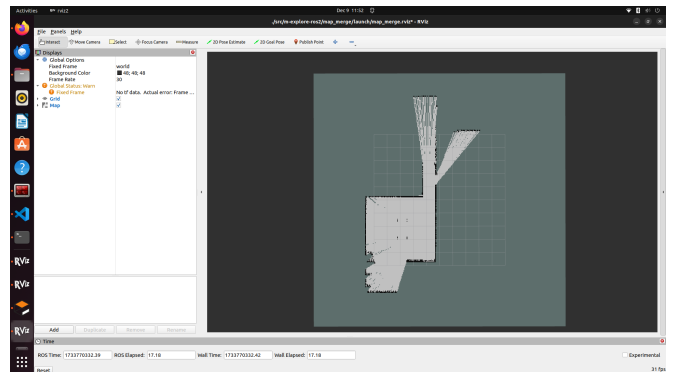 Activities
rviz2
Dec 9 11:52
./src/m-explore-ros2/map_merge/launch/map_merge.rviz* - RViz
File Panels Help
Interact Move Camera Select Focus Camera Measure 2D Pose Estimate 2D Goal Pose Publish Point
Displays
Global Options
Fixed Frame world
Background Color 48; 48; 48
Frame Rate 30
Global Status: Warn
Fixed Frame No tf data. Actual error: Frame ...
Grid
Map
RViz
RViz
RViz
Add Duplicate Remove Rename
Time
ROS Time: 1733770332.39 ROS Elapsed: 17.18 Wall Time: 1733770332.42 Wall Elapsed: 17.18 Experimental
Reset 31 fps